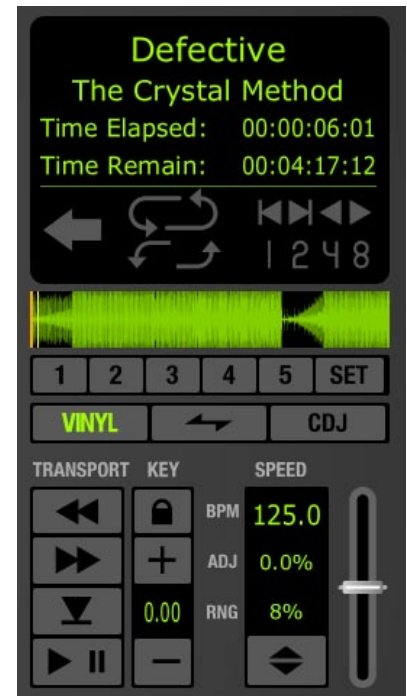 Defective
The Crystal Method
Time Elapsed: 00:00:06:01
Time Remain: 00:04:17:12
1 2 4 8
1 2 3 4 5 SET
VINYL CDJ
TRANSPORT KEY SPEED
BPM 125.0
ADJ 0.0%
0.00 RNG 8%